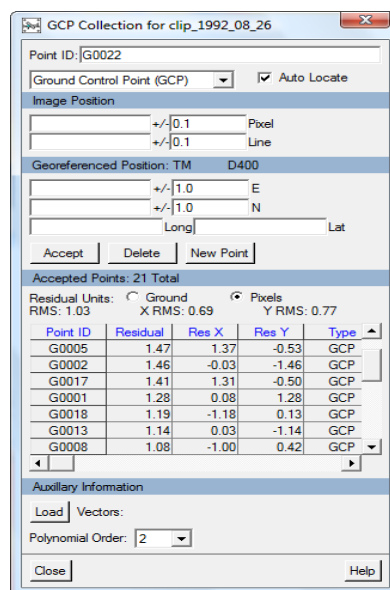 GCP Collection for clip_1992_08_26
Point ID: G0022
Ground Control Point (GCP) Auto Locate
Image Position
+/- 0.1 Pixel
+/- 0.1 Line
Georeferenced Position: TM D400
+/- 1.0 E
+/- 1.0 N
Long Lat
Accept Delete New Point
Accepted Points: 21 Total
Residual Units: Ground Pixels
RMS: 1.03 X RMS: 0.69 Y RMS: 0.77
Point ID Residual Res X Res Y Type
G0005 1.47 1.37 -0.53 GCP
G0002 1.46 -0.03 -1.46 GCP
G0017 1.41 1.31 -0.50 GCP
G0001 1.28 0.08 1.28 GCP
G0018 1.19 -1.18 0.13 GCP
G0013 1.14 0.03 -1.14 GCP
G0008 1.08 -1.00 0.42 GCP
Auxillary Information
Load Vectors:
Polynomial Order: 2
Close Help